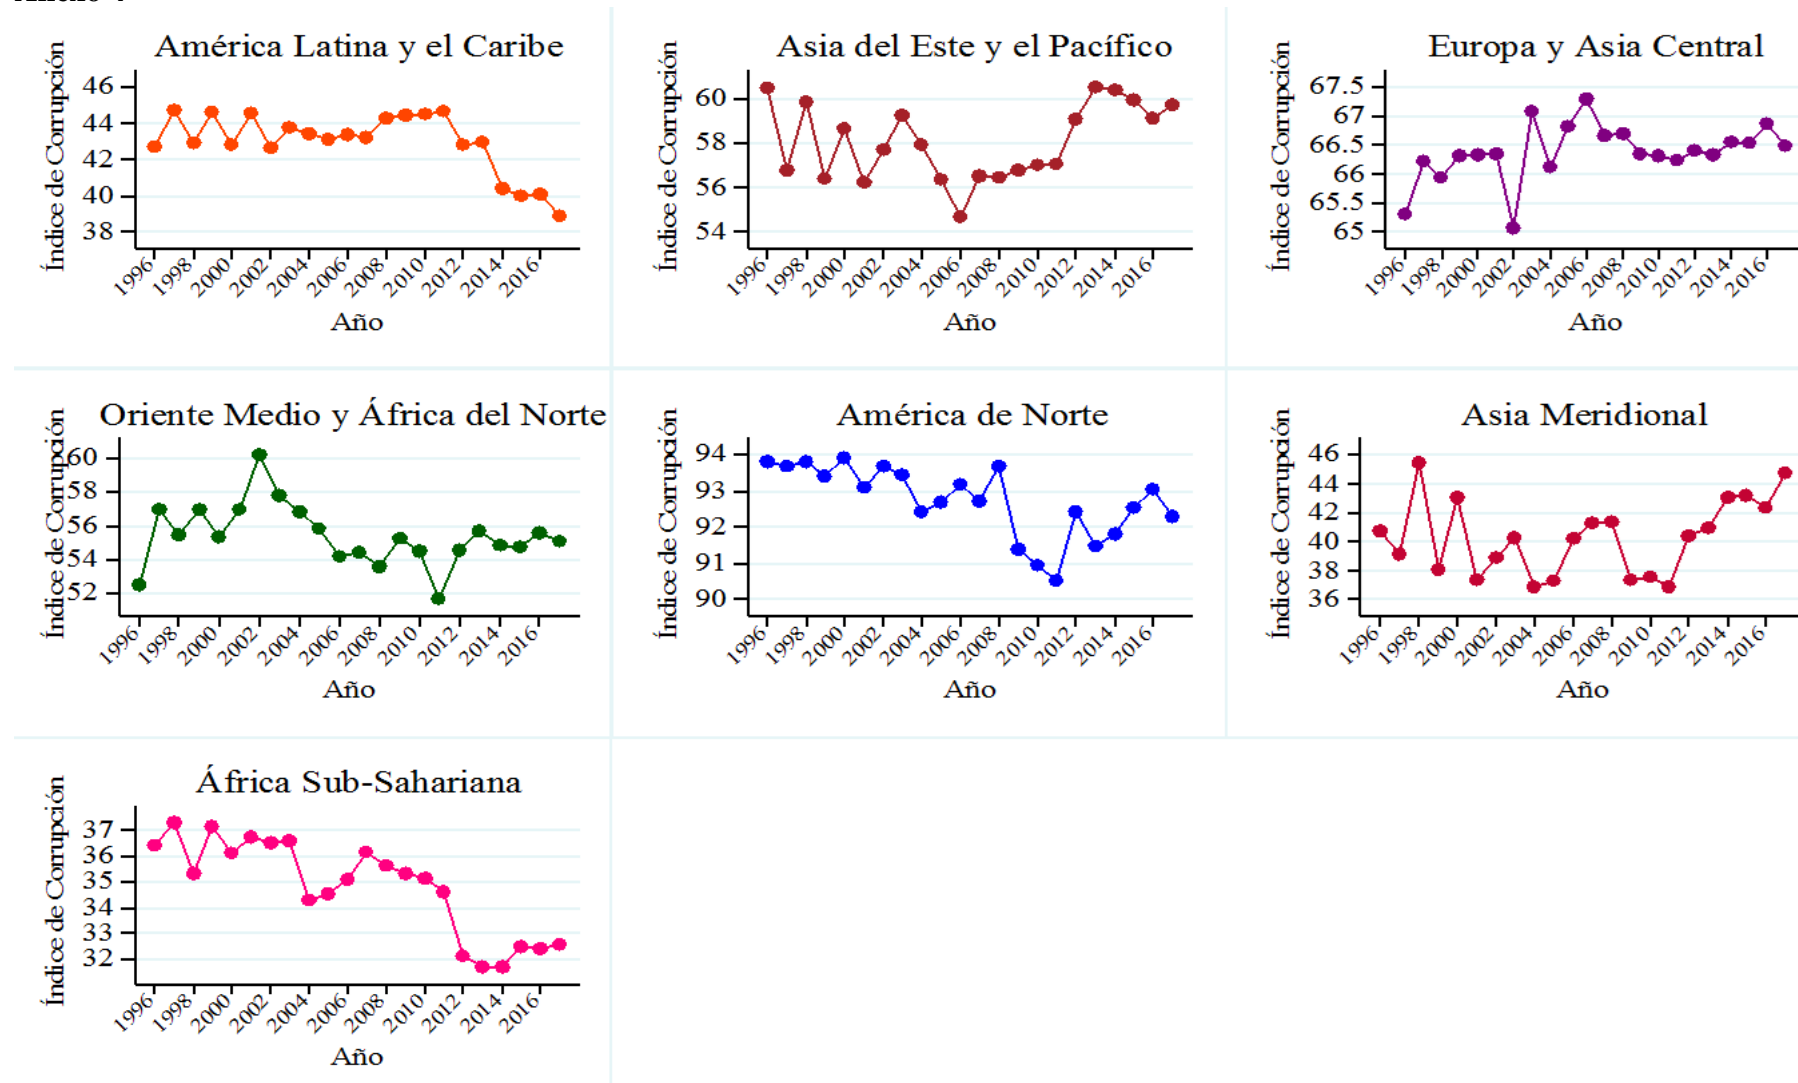 América Latina y el Caribe
Índice de Corrupción
46
44
42
40
38
1996 1998 2000 2002 2004 2006 2008 2010 2012 2014 2016
Año
Asia del Este y el Pacífico
Índice de Corrupción
60
58
56
54
1996 1998 2000 2002 2004 2006 2008 2010 2012 2014 2016
Año
Europa y Asia Central
Índice de Corrupción
67.5
67
66.5
66
65.5
65
1996 1998 2000 2002 2004 2006 2008 2010 2012 2014 2016
Año
Oriente Medio y África del Norte
Índice de Corrupción
60
58
56
54
52
1996 1998 2000 2002 2004 2006 2008 2010 2012 2014 2016
Año
América de Norte
Índice de Corrupción
94
93
92
91
90
1996 1998 2000 2002 2004 2006 2008 2010 2012 2014 2016
Año
Asia Meridional
Índice de Corrupción
46
44
42
40
38
36
1996 1998 2000 2002 2004 2006 2008 2010 2012 2014 2016
Año
África Sub-Sahariana
Índice de Corrupción
37
36
35
34
33
32
1996 1998 2000 2002 2004 2006 2008 2010 2012 2014 2016
Año